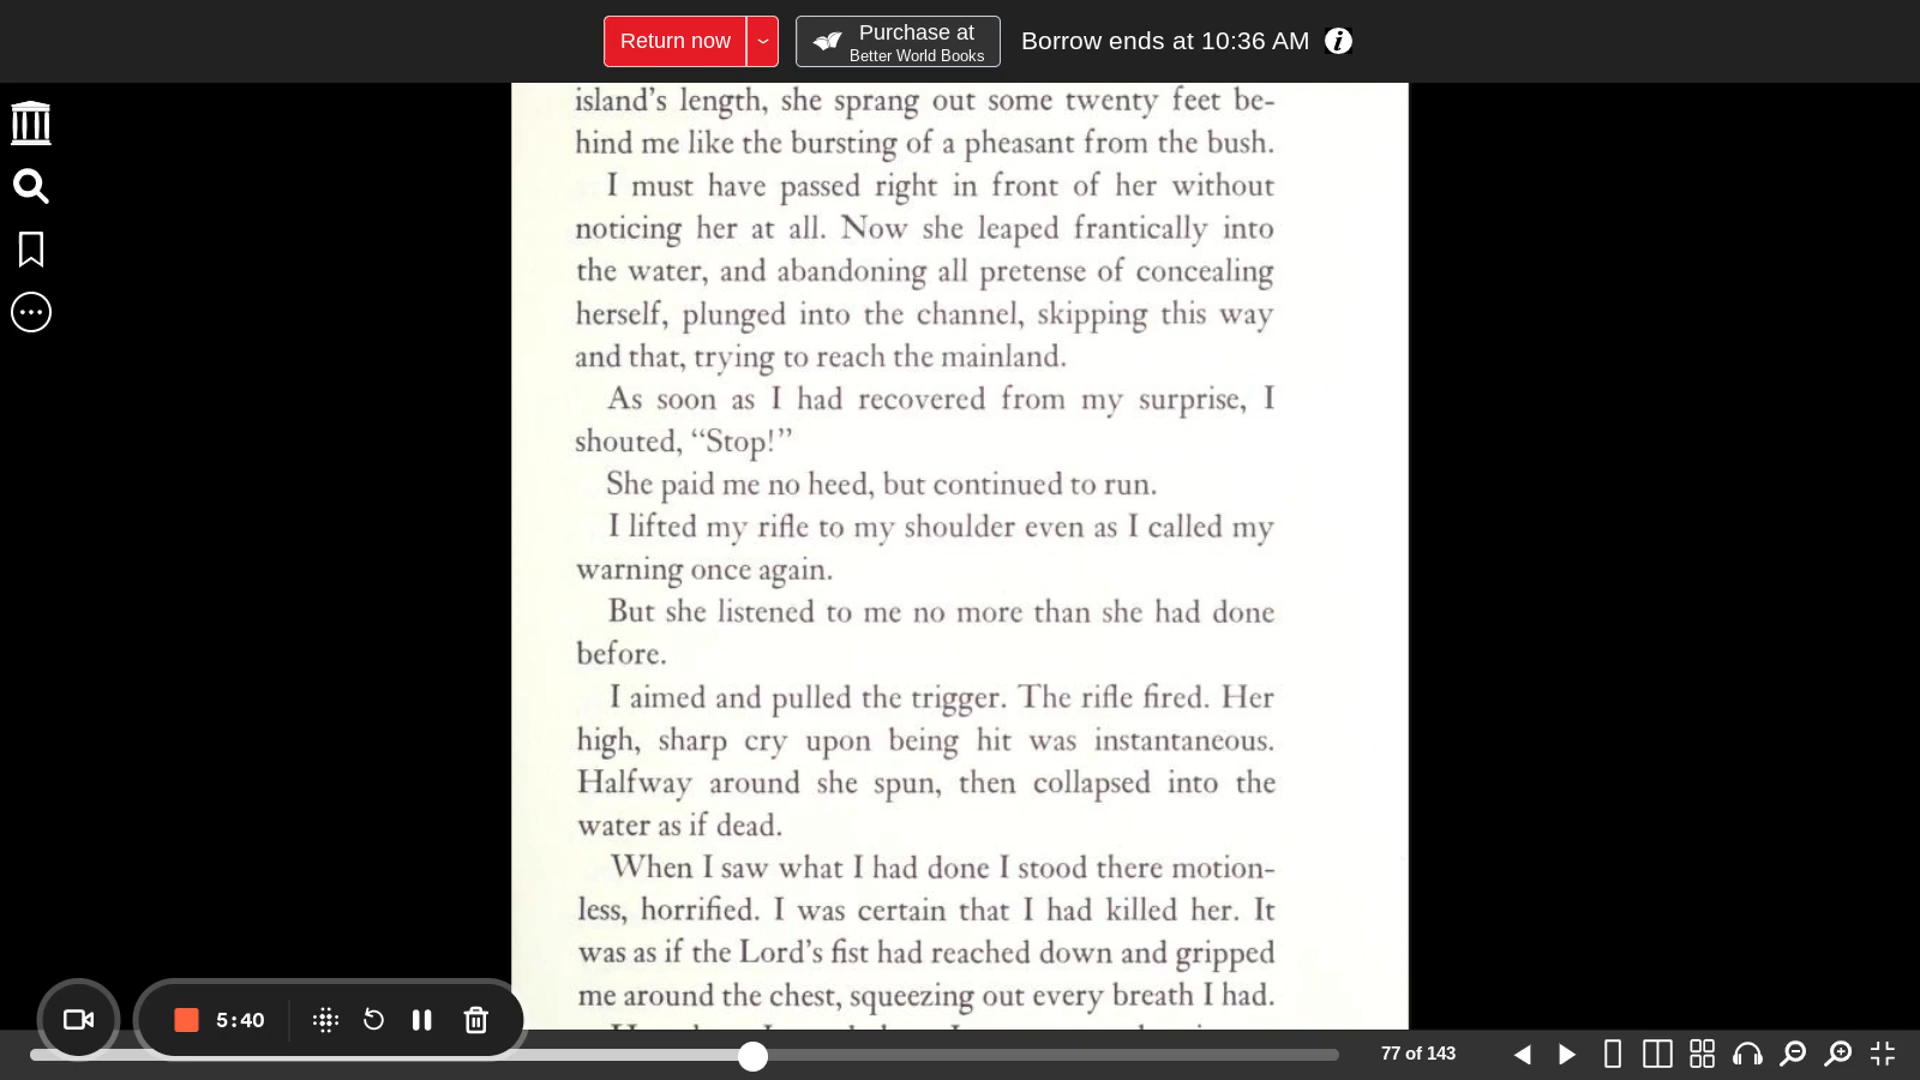 Return now
Purchase at
Better World Books
Borrow ends at 10:36 AM
island’s length, she sprang out some twenty feet be-
hind me like the bursting of a pheasant from the bush.
I must have passed right in front of her without
noticing her at all. Now she leaped frantically into
the water, and abandoning all pretense of concealing
herself, plunged into the channel, skipping this way
and that, trying to reach the mainland.
As soon as I had recovered from my surprise, I
shouted, “Stop!”
She paid me no heed, but continued to run.
I lifted my rifle to my shoulder even as I called my
warning once again.
But she listened to me no more than she had done
before.
I aimed and pulled the trigger. The rifle fired. Her
high, sharp cry upon being hit was instantaneous.
Halfway around she spun, then collapsed into the
water as if dead.
When I saw what I had done I stood there motion-
less, horrified. I was certain that I had killed her. It
was as if the Lord’s fist had reached down and gripped
me around the chest, squeezing out every breath I had.
5:40
77 of 143